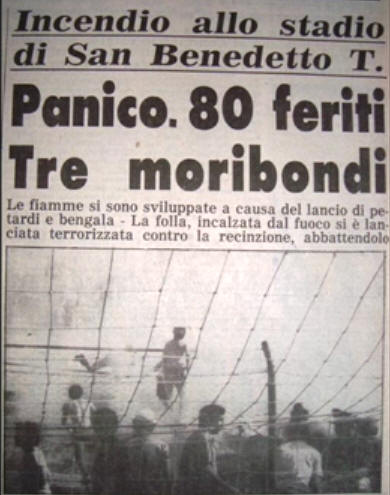 Incendio allo stadio
di San Benedetto T.
Panico. 80 feriti
Tre moribondi
Le fiamme si sono sviluppate a causa del lancio di pe-
tardi e bengala - La folla, incalzata dal fuoco si è lan-
ciata terrorizzata contro la recinzione, abbattendolo